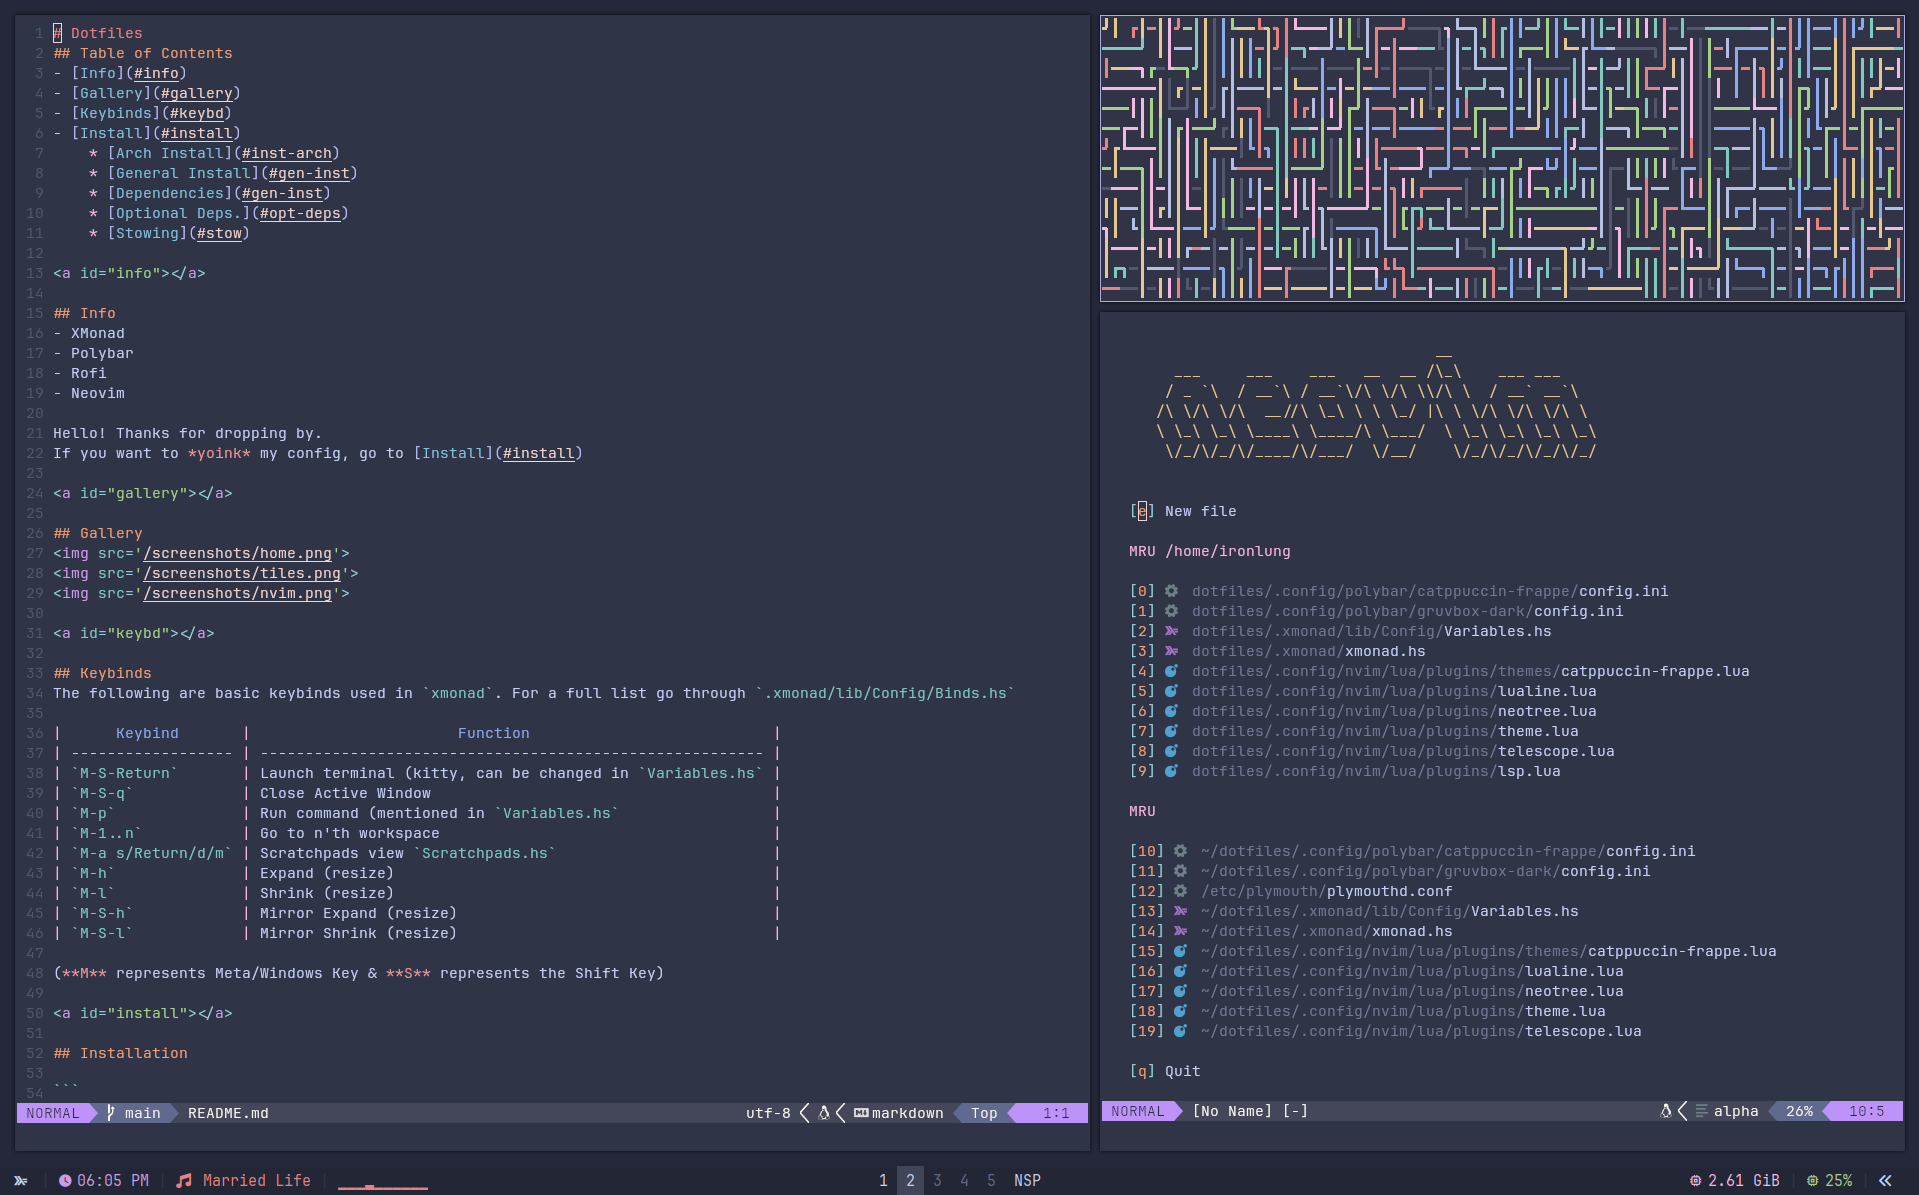 1 # Dotfiles
2 ## Table of Contents
3 - [Info](#info)
4 - [Gallery](#gallery)
5 - [Keybinds](#keybd)
6 - [Install](#install)
7     * [Arch Install](#inst-arch)
8     * [General Install](#gen-inst)
9     * [Dependencies](#gen-inst)
10     * [Optional Deps.](#opt-deps)
11     * [Stowing](#stow)
12
13 <a id="info"></a>
14
15 ## Info
16 - XMonad
17 - Polybar
18 - Rofi
19 - Neovim
20
21 Hello! Thanks for dropping by.
22 If you want to *yoink* my config, go to [Install](#install)
23
24 <a id="gallery"></a>
25
26 ## Gallery
27 <img src='/screenshots/home.png'>
28 <img src='/screenshots/tiles.png'>
29 <img src='/screenshots/nvim.png'>
30
31 <a id="keybd"></a>
32
33 ## Keybinds
34 The following are basic keybinds used in `xmonad`. For a full list go through `.xmonad/lib/Config/Binds.hs`
35
36 |      Keybind       |                       Function                           |
37 | ------------------ | -------------------------------------------------------- |
38 | `M-S-Return`       | Launch terminal (kitty, can be changed in `Variables.hs` |
39 | `M-S-q`            | Close Active Window                                      |
40 | `M-p`              | Run command (mentioned in `Variables.hs`                 |
41 | `M-1..n`           | Go to n'th workspace                                     |
42 | `M-a s/Return/d/m` | Scratchpads view `Scratchpads.hs`                        |
43 | `M-h`              | Expand (resize)                                          |
44 | `M-l`              | Shrink (resize)                                          |
45 | `M-S-h`            | Mirror Expand (resize)                                   |
46 | `M-S-l`            | Mirror Shrink (resize)                                   |
47
48 (**M** represents Meta/Windows Key & **S** represents the Shift Key)
49
50 <a id="install"></a>
51
52 ## Installation
53
54 ```
NORMAL main README.md utf-8 markdown Top 1:1
neovim
[e] New file
MRU /home/ironlung
[0] dotfiles/.config/polybar/catppuccin-frappe/config.ini
[1] dotfiles/.config/polybar/gruvbox-dark/config.ini
[2] dotfiles/.xmonad/lib/Config/Variables.hs
[3] dotfiles/.xmonad/xmonad.hs
[4] dotfiles/.config/nvim/lua/plugins/themes/catppuccin-frappe.lua
[5] dotfiles/.config/nvim/lua/plugins/lualine.lua
[6] dotfiles/.config/nvim/lua/plugins/neotree.lua
[7] dotfiles/.config/nvim/lua/plugins/theme.lua
[8] dotfiles/.config/nvim/lua/plugins/telescope.lua
[9] dotfiles/.config/nvim/lua/plugins/lsp.lua
MRU
[10] ~/dotfiles/.config/polybar/catppuccin-frappe/config.ini
[11] ~/dotfiles/.config/polybar/gruvbox-dark/config.ini
[12] /etc/plymouth/plymouthd.conf
[13] ~/dotfiles/.xmonad/lib/Config/Variables.hs
[14] ~/dotfiles/.xmonad/xmonad.hs
[15] ~/dotfiles/.config/nvim/lua/plugins/themes/catppuccin-frappe.lua
[16] ~/dotfiles/.config/nvim/lua/plugins/lualine.lua
[17] ~/dotfiles/.config/nvim/lua/plugins/neotree.lua
[18] ~/dotfiles/.config/nvim/lua/plugins/theme.lua
[19] ~/dotfiles/.config/nvim/lua/plugins/telescope.lua
[q] Quit
NORMAL [No Name] [-] alpha 26% 10:5
06:05 PM Married Life 1 2 3 4 5 NSP 2.61 GiB 25%